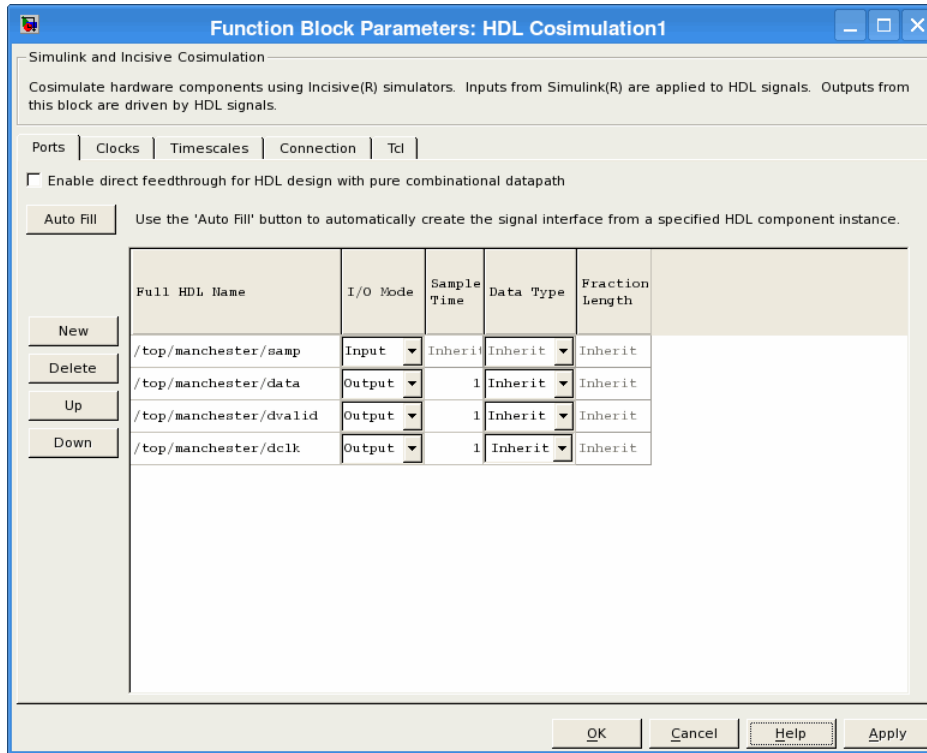 Function Block Parameters: HDL Cosimulation1
Simulink and Incisive Cosimulation
Cosimulate hardware components using Incisive(R) simulators. Inputs from Simulink(R) are applied to HDL signals. Outputs from
this block are driven by HDL signals.
Ports Clocks Timescales Connection Tcl
Enable direct feedthrough for HDL design with pure combinational datapath
Auto Fill Use the 'Auto Fill' button to automatically create the signal interface from a specified HDL component instance.
Full HDL Name I/O Mode Sample Time Data Type Fraction Length
/top/manchester/samp Input Inherit Inherit Inherit
/top/manchester/data Output 1 Inherit Inherit
/top/manchester/dvalid Output 1 Inherit Inherit
/top/manchester/dclk Output 1 Inherit Inherit
New
Delete
Up
Down
OK Cancel Help Apply